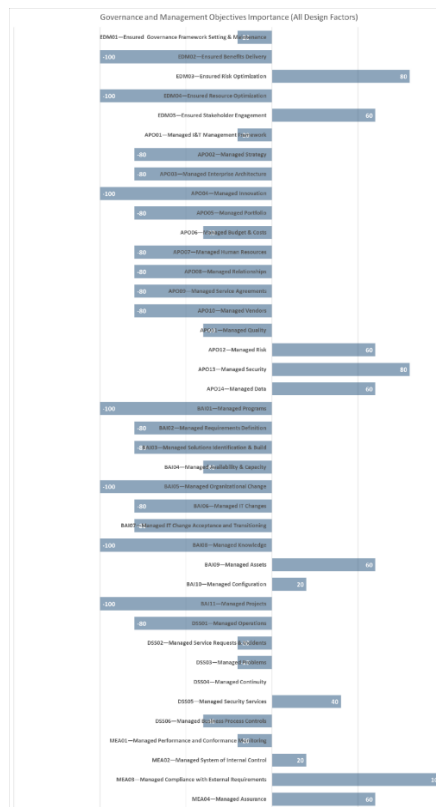 Governance and Management Objectives Importance (All Design Factors)
EDM01—Ensured Governance Framework Setting & Maintenance
-100 EDM02—Ensured Benefits Delivery
EDM03—Ensured Risk Optimization 80
-100 EDM04—Ensured Resource Optimization
EDM05—Ensured Stakeholder Engagement 60
APO01—Managed I&T Management Framework
-80 APO02—Managed Strategy
-80 APO03—Managed Enterprise Architecture
-100 APO04—Managed Innovation
-80 APO05—Managed Portfolio
APO06—Managed Budget & Costs
-80 APO07—Managed Human Resources
-80 APO08—Managed Relationships
-80 APO09—Managed Service Agreements
-80 APO10—Managed Vendors
APO11—Managed Quality
APO12—Managed Risk 60
APO13—Managed Security 80
APO14—Managed Data 60
-100 BAI01—Managed Programs
-80 BAI02—Managed Requirements Definition
BAI03—Managed Solutions Identification & Build
BAI04—Managed Availability & Capacity
-100 BAI05—Managed Organizational Change
-80 BAI06—Managed IT Changes
BAI07—Managed IT Change Acceptance and Transitioning
-100 BAI08—Managed Knowledge
BAI09—Managed Assets 60
BAI10—Managed Configuration 20
-100 BAI11—Managed Projects
-80 DSS01—Managed Operations
DSS02—Managed Service Requests & Incidents
DSS03—Managed Problems
DSS04—Managed Continuity
DSS05—Managed Security Services 40
DSS06—Managed Business Process Controls
MEA01—Managed Performance and Conformance Monitoring
MEA02—Managed System of Internal Control 20
MEA03—Managed Compliance with External Requirements
MEA04—Managed Assurance 60